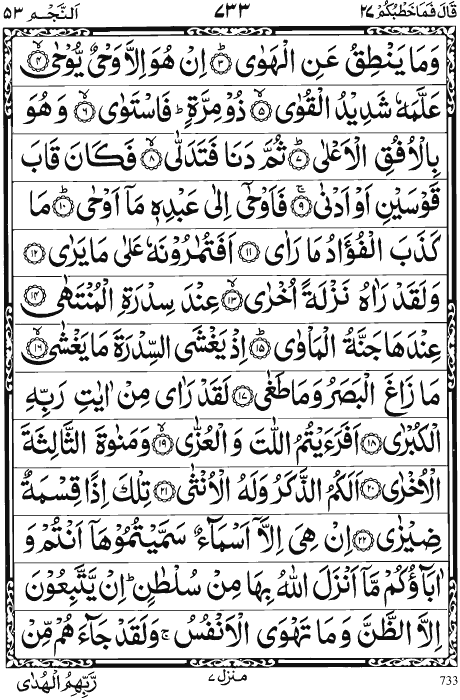 قَالَ فَمَا خَطْبُكُمْ ٢٧ ٧٣٣ اَلنَّجْم ٥٣
وَمَا يَنْطِقُ عَنِ الْهَوٰى ۝٣ اِنْ هُوَ اِلَّا وَحْىٌ يُّوْحٰى ۝٤
عَلَّمَهٗ شَدِيْدُ الْقُوٰى ۝٥ ذُوْ مِرَّةٍ ؕ فَاسْتَوٰى ۝٦ وَ هُوَ
بِالْاُفُقِ الْاَعْلٰى ۝٧ ثُمَّ دَنَا فَتَدَلّٰى ۝٨ فَكَانَ قَابَ
قَوْسَيْنِ اَوْ اَدْنٰى ۝٩ فَاَوْحٰۤى اِلٰى عَبْدِهٖ مَاۤ اَوْحٰى ۝١٠ مَا
كَذَبَ الْفُؤَادُ مَا رَاٰى ۝١١ اَفَتُمٰرُوْنَهٗ عَلٰى مَا يَرٰى ۝١٢
وَلَقَدْ رَاٰهُ نَزْلَةً اُخْرٰى ۝١٣ عِنْدَ سِدْرَةِ الْمُنْتَهٰى ۝١٤
عِنْدَهَا جَنَّةُ الْمَاْوٰى ۝١٥ اِذْ يَغْشَى السِّدْرَةَ مَا يَغْشٰى ۝١٦
مَا زَاغَ الْبَصَرُ وَمَا طَغٰى ۝١٧ لَقَدْ رَاٰى مِنْ اٰيٰتِ رَبِّهِ
الْكُبْرٰى ۝١٨ اَفَرَءَيْتُمُ اللّٰتَ وَ الْعُزّٰى ۝١٩ وَمَنٰوةَ الثَّالِثَةَ
الْاُخْرٰى ۝٢٠ اَلَكُمُ الذَّكَرُ وَلَهُ الْاُنْثٰى ۝٢١ تِلْكَ اِذًا قِسْمَةٌ
ضِيْزٰى ۝٢٢ اِنْ هِىَ اِلَّاۤ اَسْمَآءٌ سَمَّيْتُمُوْهَاۤ اَنْتُمْ وَ
اٰبَآؤُكُمْ مَّاۤ اَنْزَلَ اللّٰهُ بِهَا مِنْ سُلْطٰنٍ ؕ اِنْ يَّتَّبِعُوْنَ
اِلَّا الظَّنَّ وَ مَا تَهْوَى الْاَنْفُسُ ۚ وَلَقَدْ جَآءَهُمْ مِّنْ
رَّبِّهِمُ الْهُدٰى منزل ٧ 733